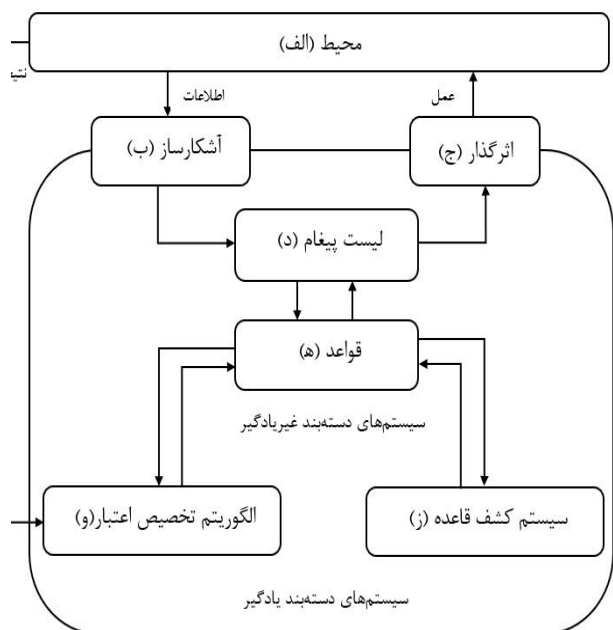 محیط (الف)
اطلاعات
عمل
آشکارساز (ب)
اثرگذار (ج)
لیست پیغام (د)
قواعد (ه)
سیستم‌های دسته‌بند غیریادگیر
الگوریتم تخصیص اعتبار(و)
سیستم کشف قاعده (ز)
سیستم‌های دسته‌بند یادگیر